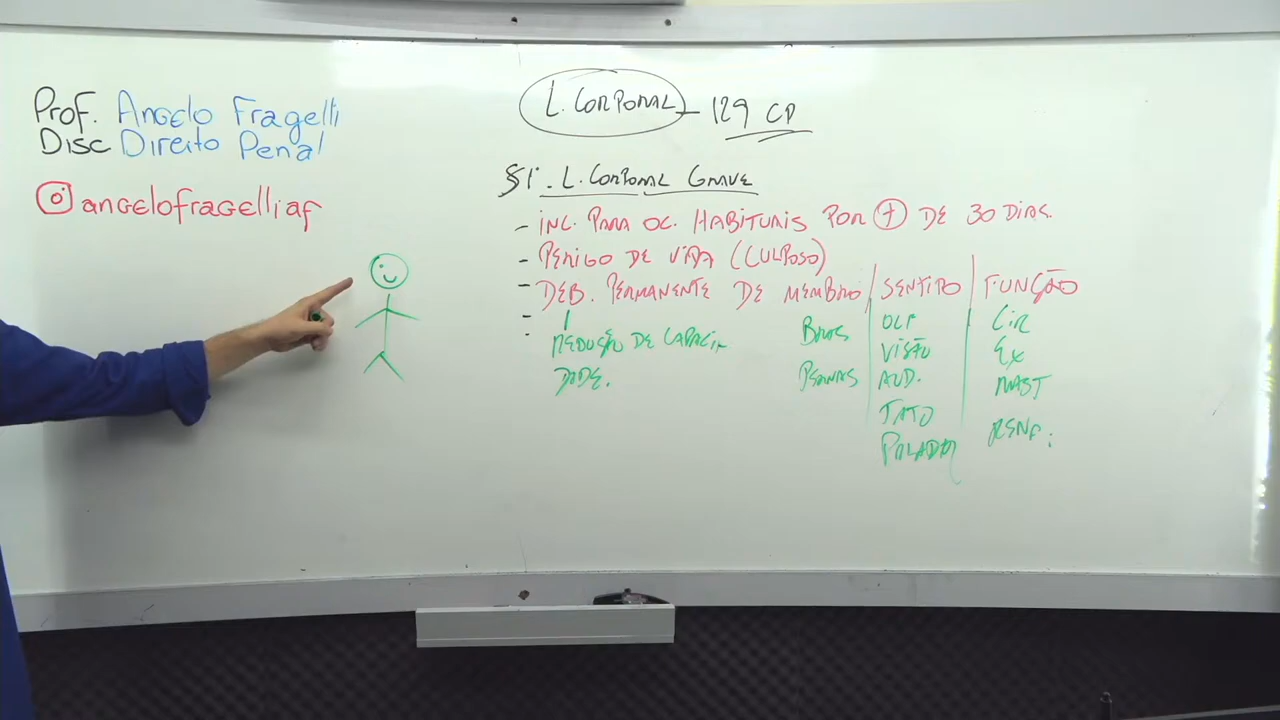 Prof. Angelo Fragelli
Disc Direito Penal
angelofragelliaf
L. CORPORAL - 129 CP
§1º. L. CORPORAL GRAVE
- INC. PARA OC. HABITUAIS POR + DE 30 DIAS.
- PERIGO DE VIDA (CULPOSO)
- DEB. PERMANENTE DE MEMBRO / SENTIDO / FUNÇÃO
REDUÇÃO DE CAPACI
DADE.
BRAÇOS
PERNAS
OLF
VISÃO
AUD.
TATO
PALADAR
CIR
EX
MAST
RENP.